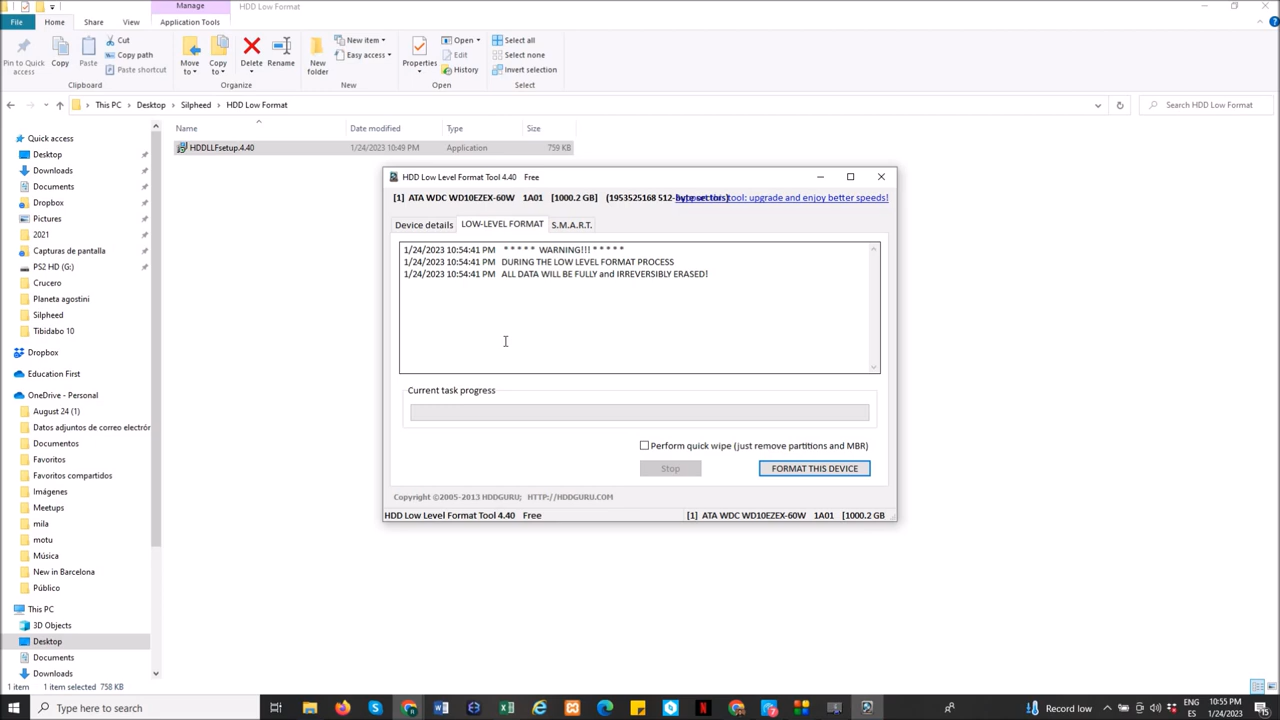 Manage
HDD Low Format
File
Home
Share
View
Application Tools
Pin to Quick access
Copy
Paste
Cut
Copy path
Paste shortcut
Clipboard
Move to
Copy to
Delete
Rename
Organize
New folder
New item
Easy access
New
Properties
Open
Edit
History
Open
Select all
Select none
Invert selection
Select
This PC > Desktop > Silpheed > HDD Low Format
Search HDD Low Format
Name
Date modified
Type
Size
HDDLLFsetup.4.40
1/24/2023 10:49 PM
Application
759 KB
Quick access
Desktop
Downloads
Documents
Dropbox
Pictures
2021
Capturas de pantalla
PS2 HD (G:)
Crucero
Planeta agostini
Silpheed
Tibidabo 10
Dropbox
Education First
OneDrive - Personal
August 24 (1)
Datos adjuntos de correo electrón
Documentos
Favoritos
Favoritos compartidos
Imágenes
Meetups
mila
motu
Música
New in Barcelona
Público
This PC
3D Objects
Desktop
Documents
Downloads
HDD Low Level Format Tool 4.40 Free
[1] ATA WDC WD10EZEX-60W 1A01 [1000.2 GB] (1953525168 512-byte sectors)
tool: upgrade and enjoy better speeds!
Device details
LOW-LEVEL FORMAT
S.M.A.R.T.
1/24/2023 10:54:41 PM * * * * * WARNING!!! * * * * *
1/24/2023 10:54:41 PM DURING THE LOW LEVEL FORMAT PROCESS
1/24/2023 10:54:41 PM ALL DATA WILL BE FULLY and IRREVERSIBLY ERASED!
Current task progress
Perform quick wipe (just remove partitions and MBR)
Stop
FORMAT THIS DEVICE
Copyright ©2005-2013 HDDGURU; HTTP://HDDGURU.COM
HDD Low Level Format Tool 4.40 Free
[1] ATA WDC WD10EZEX-60W 1A01 [1000.2 GB
1 item
1 item selected 758 KB
Type here to search
Record low
ENG
ES
10:55 PM
1/24/2023